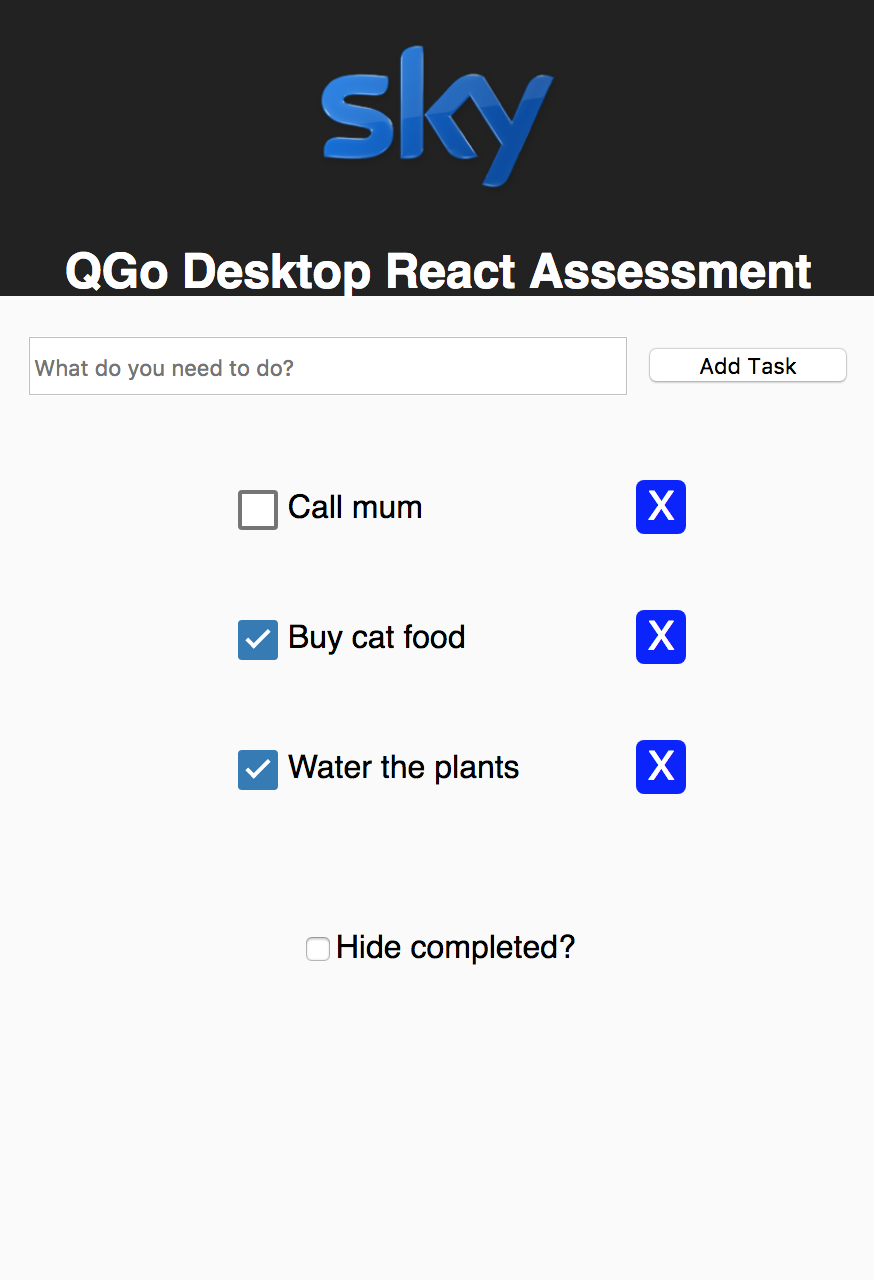 sky
QGo Desktop React Assessment
What do you need to do?
Add Task
Call mum
X
Buy cat food
X
Water the plants
X
Hide completed?